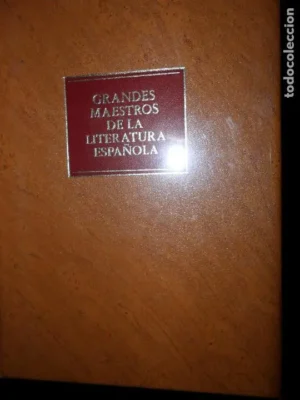 GRANDES
MAESTROS
DE LA
LITERATURA
ESPAÑOLA
todocoleccion